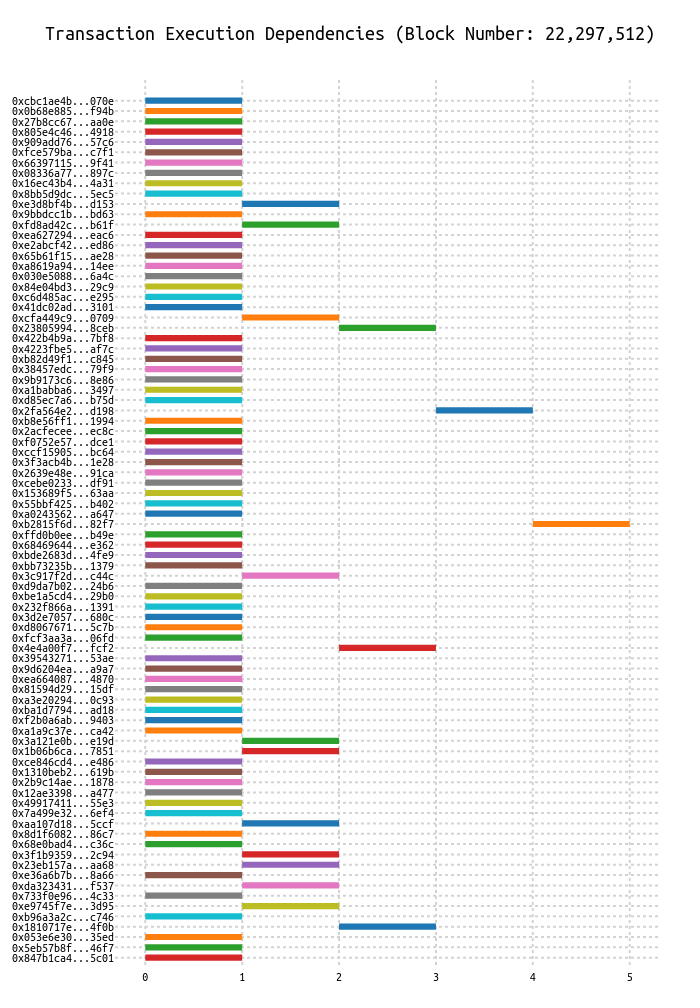 Transaction Execution Dependencies (Block Number: 22,297,512)
0xcbc1ae4b...070e
0x0b68e885...f94b
0x27b8cc67...aa0e
0x805e4c46...4918
0x909add76...57c6
0xfce579ba...c7f1
0x66397115...9f41
0x08336a77...897c
0x16ec43b4...4a31
0x8bb5d9dc...5ec5
0xe3d8bf4b...d153
0x9bbdcc1b...bd63
0xfd8ad42c...b61f
0xea627294...eac6
0xe2abcf42...ed86
0x65b61f15...ae28
0xa8619a94...14ee
0x030e5088...6a4c
0x84e04bd3...29c9
0xc6d485ac...e295
0x41dc02ad...3101
0xcfa449c9...0709
0x23805994...8ceb
0x422b4b9a...7bf8
0x4223fbe5...af7c
0xb82d49f1...c845
0x38457edc...79f9
0x9b9173c6...8e86
0xa1babba6...3497
0xd85ec7a6...b75d
0x2fa564e2...d198
0xb8e56ff1...1994
0x2acfecee...ec8c
0xf0752e57...dce1
0xccf15905...bc64
0x3f3acb4b...1e28
0x2639e48e...91ca
0xcebe0233...df91
0x153689f5...63aa
0x55bbf425...b402
0xa0243562...a647
0xb2815f6d...82f7
0xffd0b0ee...b49e
0x68469644...e362
0xbde2683d...4fe9
0xbb73235b...1379
0x3c917f2d...c44c
0xd9da7b02...24b6
0xbe1a5cd4...29b0
0x232f866a...1391
0x3d2e7057...680c
0xd8067671...5c7b
0xfcf3aa3a...06fd
0x4e4a00f7...fcf2
0x39543271...53ae
0x9d6204ea...a9a7
0xea664087...4870
0x81594d29...15df
0xa3e20294...0c93
0xba1d7794...ad18
0xf2b0a6ab...9403
0xa1a9c37e...ca42
0x3a121e0b...e19d
0x1b06b6ca...7851
0xce846cd4...e486
0x1310beb2...619b
0x2b9c14ae...1878
0x12ae3398...a477
0x49917411...55e3
0x7a499e32...6ef4
0xaa107d18...5ccf
0x8d1f6082...86c7
0x68e0bad4...c36c
0x3f1b9359...2c94
0x23eb157a...aa68
0xe36a6b7b...8a66
0xda323431...f537
0x733f0e96...4c33
0xe9745f7e...3d95
0xb96a3a2c...c746
0x1810717e...4f0b
0x053e6e30...35ed
0x5eb57b8f...46f7
0x847b1ca4...5c01
0 1 2 3 4 5